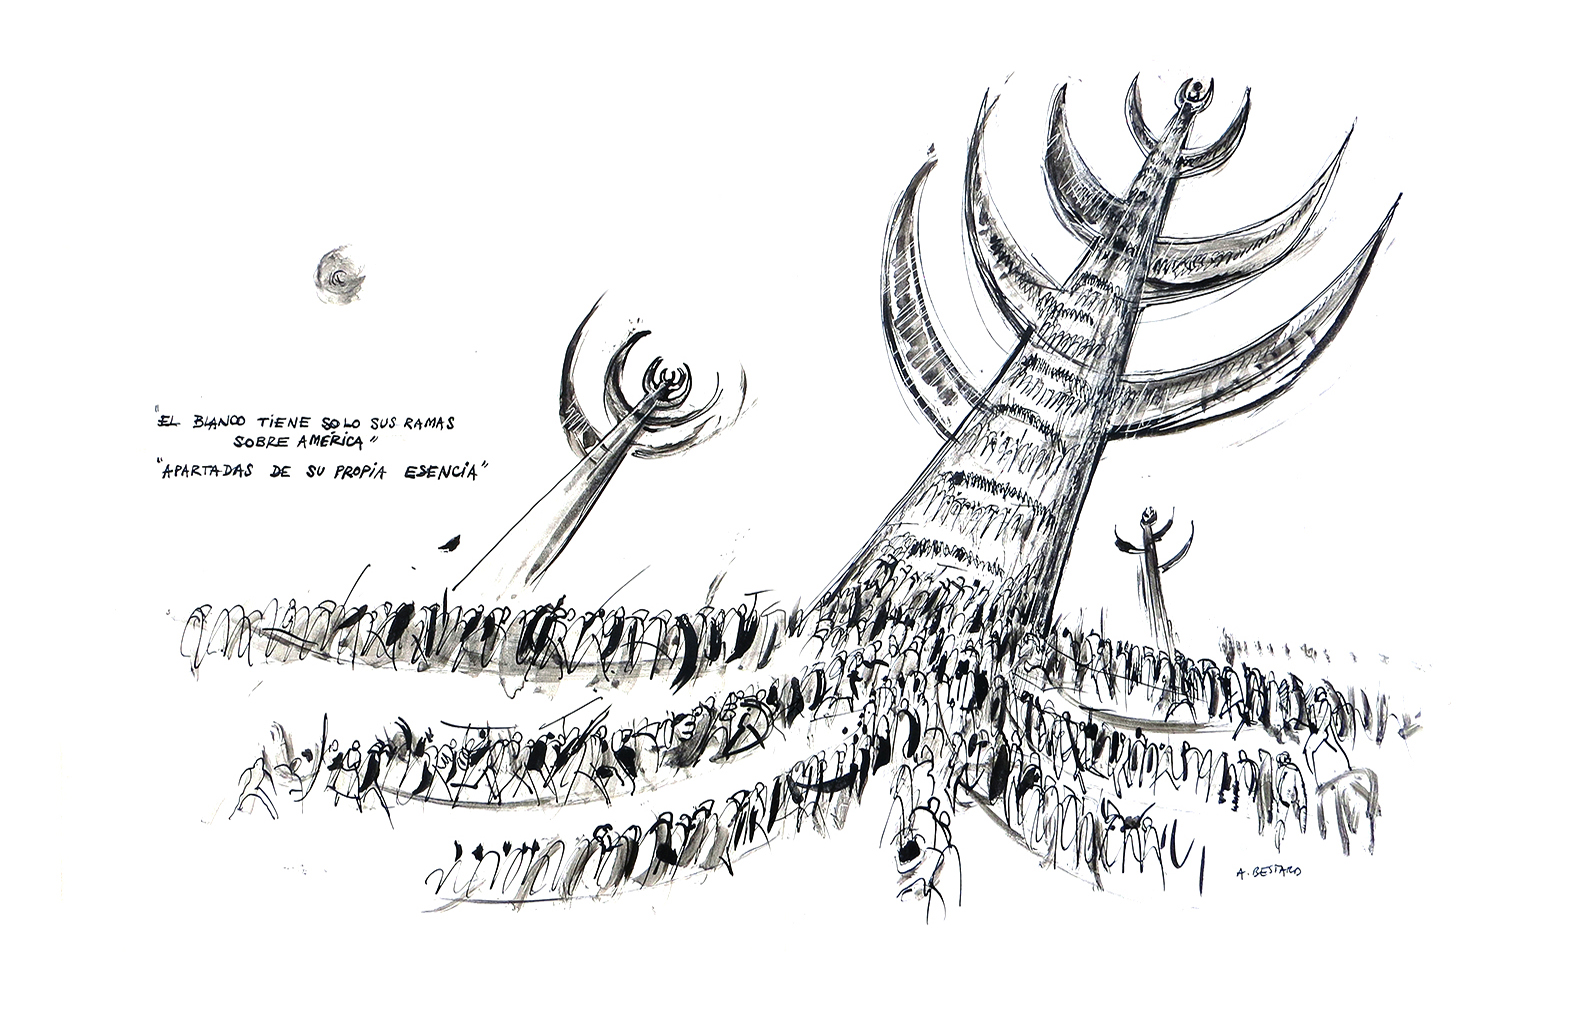 "EL BLANCO TIENE SOLO SUS RAMAS
SOBRE AMÉRICA"
"APARTADAS DE SU PROPIA ESENCIA"
A. BESTARD